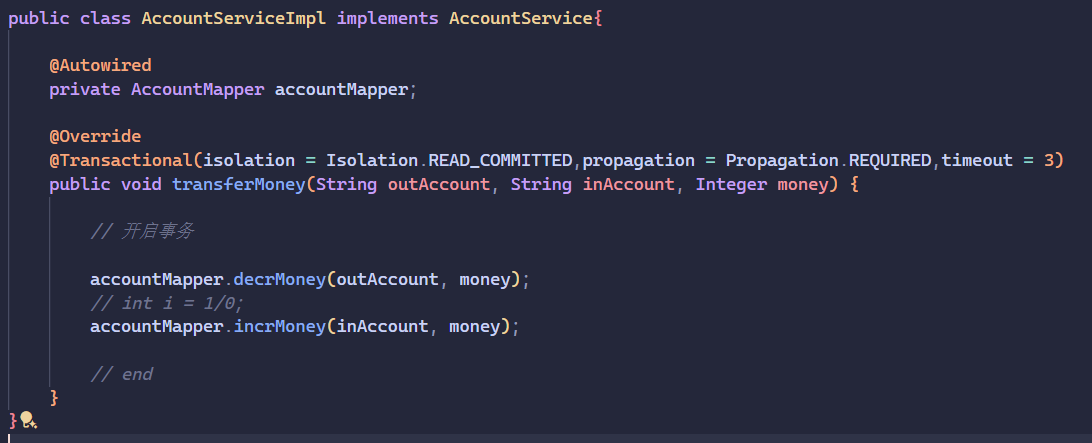 public class AccountServiceImpl implements AccountService{
@Autowired
private AccountMapper accountMapper;
@Override
@Transactional(isolation = Isolation.READ_COMMITTED,propagation = Propagation.REQUIRED,timeout = 3)
public void transferMoney(String outAccount, String inAccount, Integer money) {
// 开启事务
accountMapper.decrMoney(outAccount, money);
// int i = 1/0;
accountMapper.incrMoney(inAccount, money);
// end
}
}